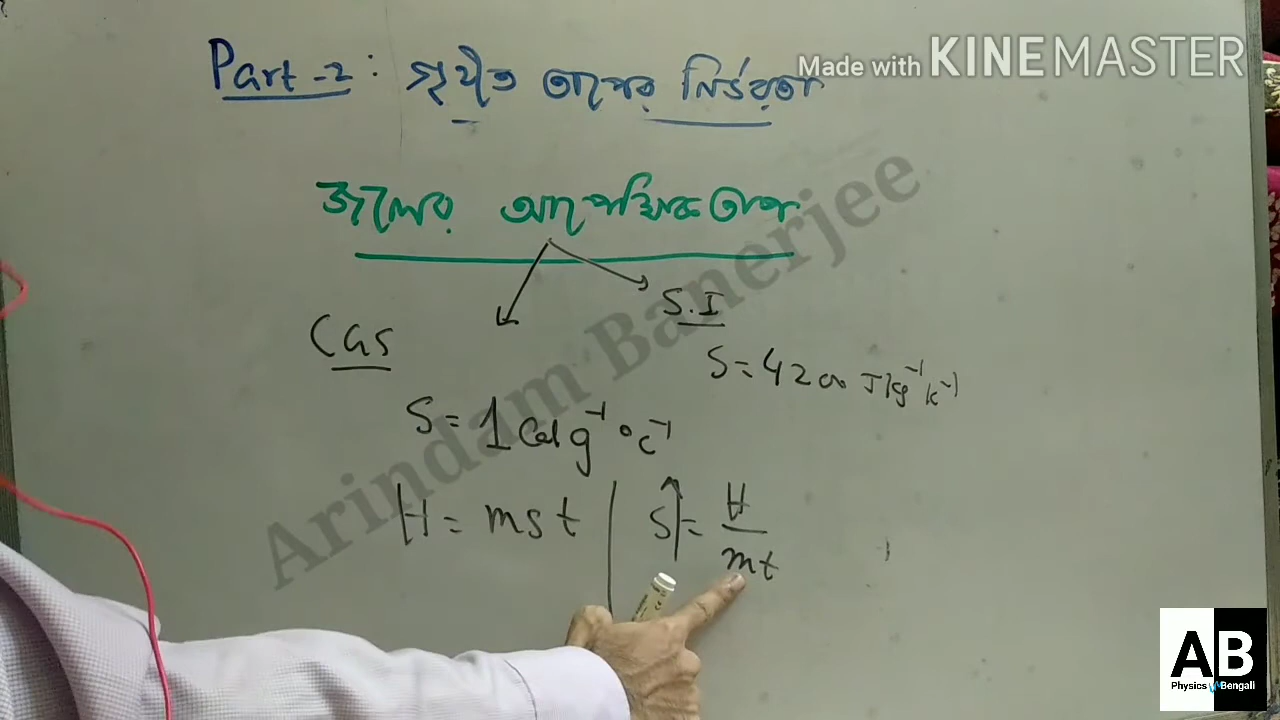 Made with KINEMASTER
Part-2: গৃহীত তাপের নির্ভরতা
জলের আপেক্ষিক তাপ
S.I
CGS
S = 4200 J kg⁻¹ k⁻¹
S = 1 Cal g⁻¹ °c⁻¹
H = mst | S = H/mt
Arindam Banerjee
AB
Physics in Bengali